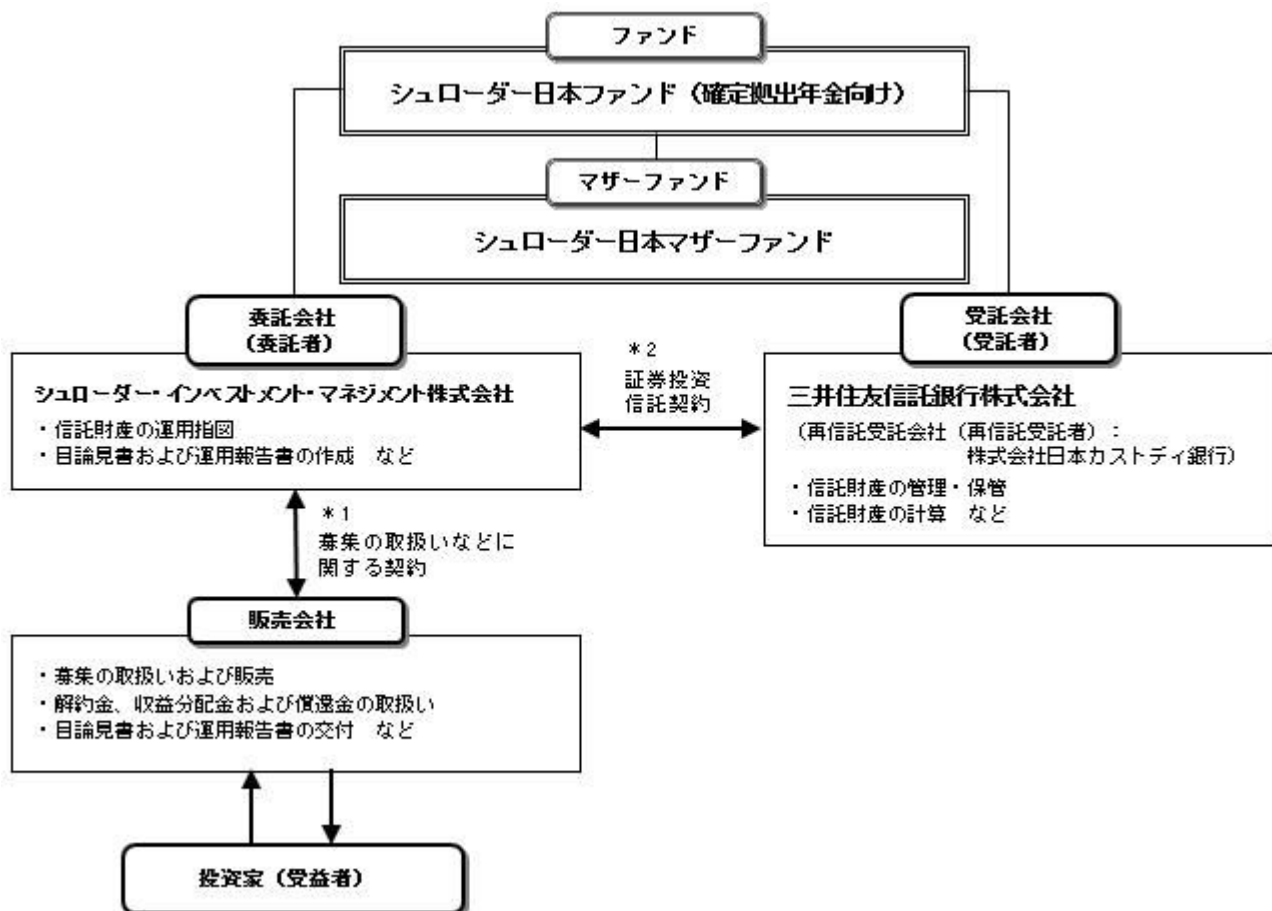 ファンド
シュローダー日本ファンド（確定拠出年金向け）
マザーファンド
シュローダー日本マザーファンド
委託会社
（委託者）
シュローダー・インベストメント・マネジメント株式会社
・信託財産の運用指図
・目論見書および運用報告書の作成　など
＊2
証券投資
信託契約
受託会社
（受託者）
三井住友信託銀行株式会社
（再信託受託会社（再信託受託者）：
株式会社日本カストディ銀行）
・信託財産の管理・保管
・信託財産の計算　など
＊1
募集の取扱いなどに
関する契約
販売会社
・募集の取扱いおよび販売
・解約金、収益分配金および償還金の取扱い
・目論見書および運用報告書の交付　など
投資家（受益者）